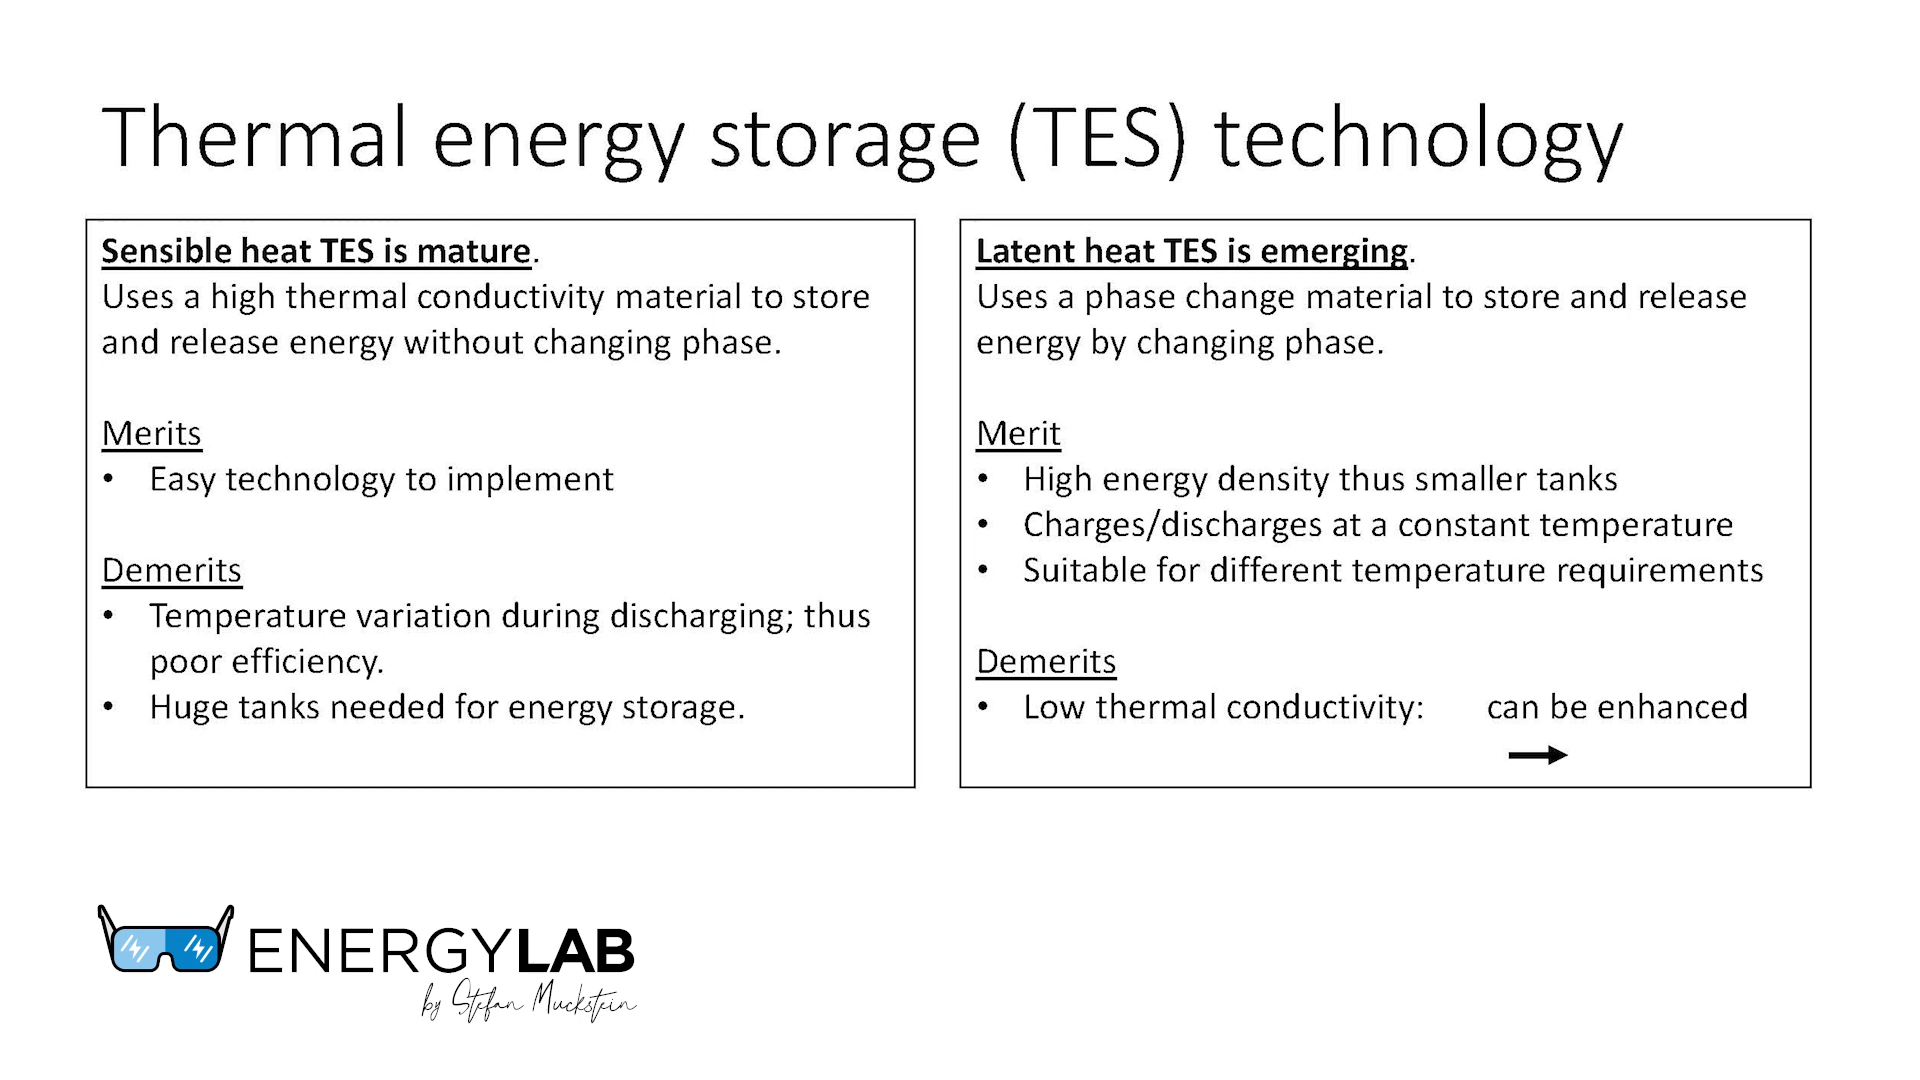 Thermal energy storage (TES) technology
Sensible heat TES is mature.
Uses a high thermal conductivity material to store
and release energy without changing phase.
Merits
• Easy technology to implement
Demerits
• Temperature variation during discharging; thus
poor efficiency.
• Huge tanks needed for energy storage.
Latent heat TES is emerging.
Uses a phase change material to store and release
energy by changing phase.
Merit
• High energy density thus smaller tanks
• Charges/discharges at a constant temperature
• Suitable for different temperature requirements
Demerits
• Low thermal conductivity: can be enhanced
ENERGYLAB
by Stefan Muckstein